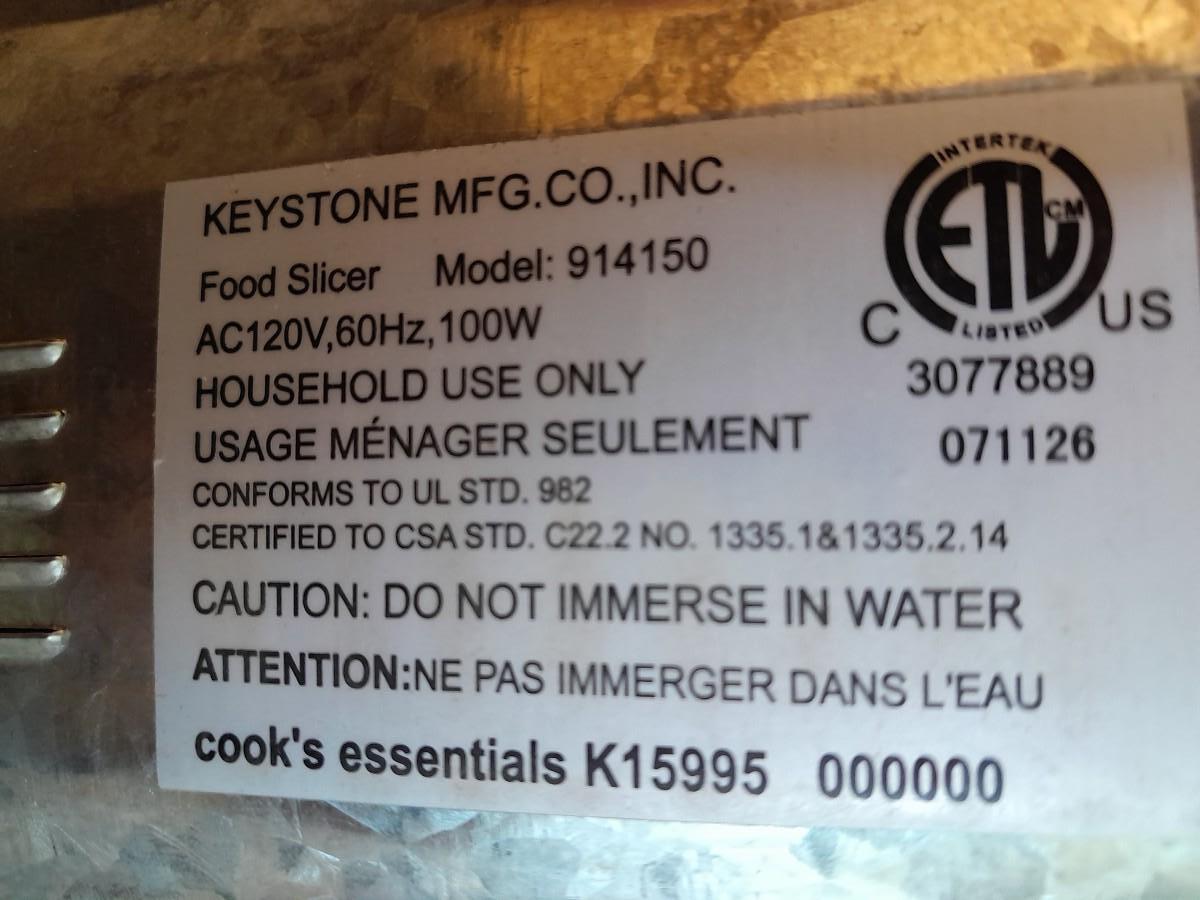 KEYSTONE MFG.CO.,INC.
Food Slicer Model: 914150
AC120V,60Hz,100W
HOUSEHOLD USE ONLY
USAGE MÉNAGER SEULEMENT
CONFORMS TO UL STD. 982
CERTIFIED TO CSA STD. C22.2 NO. 1335.1&1335.2.14
CAUTION: DO NOT IMMERSE IN WATER
ATTENTION:NE PAS IMMERGER DANS L'EAU
cook's essentials K15995 000000
INTERTEK
ETL CM
LISTED
C US
3077889
071126